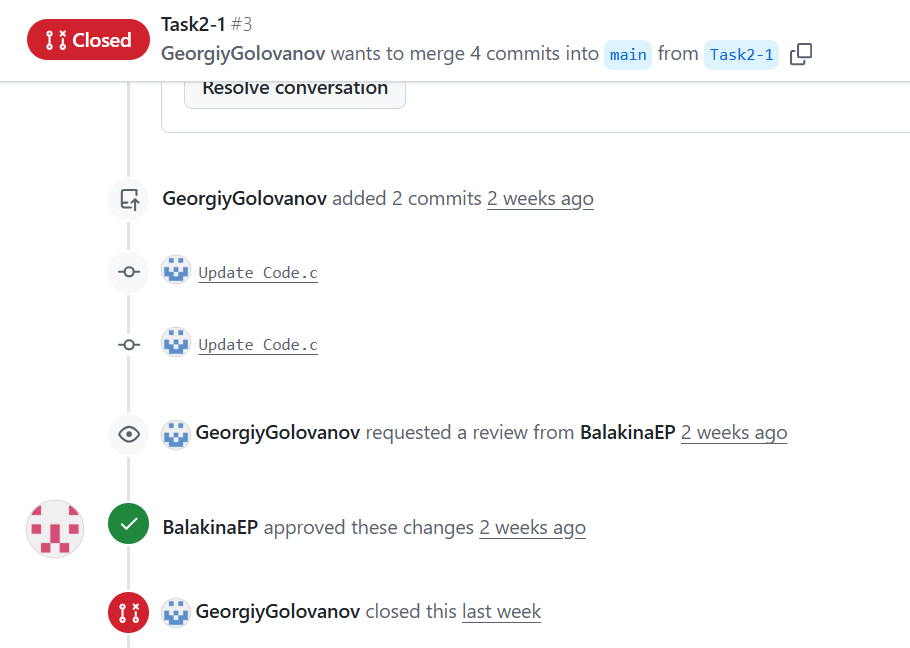 Closed
Task2-1 #3
GeorgiyGolovanov wants to merge 4 commits into main from Task2-1
Resolve conversation
GeorgiyGolovanov added 2 commits 2 weeks ago
Update Code.c
Update Code.c
GeorgiyGolovanov requested a review from BalakinaEP 2 weeks ago
BalakinaEP approved these changes 2 weeks ago
GeorgiyGolovanov closed this last week